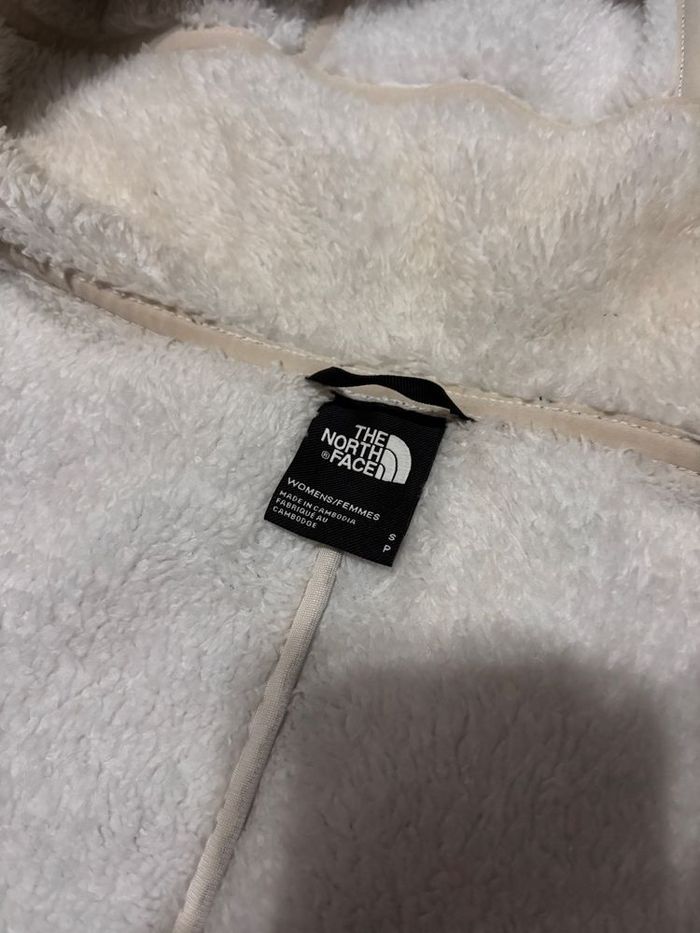 THE
NORTH
FACE
®
WOMENS/FEMMES
MADE IN CAMBODIA
FABRIQUÉ AU
CAMBODGE
S
P